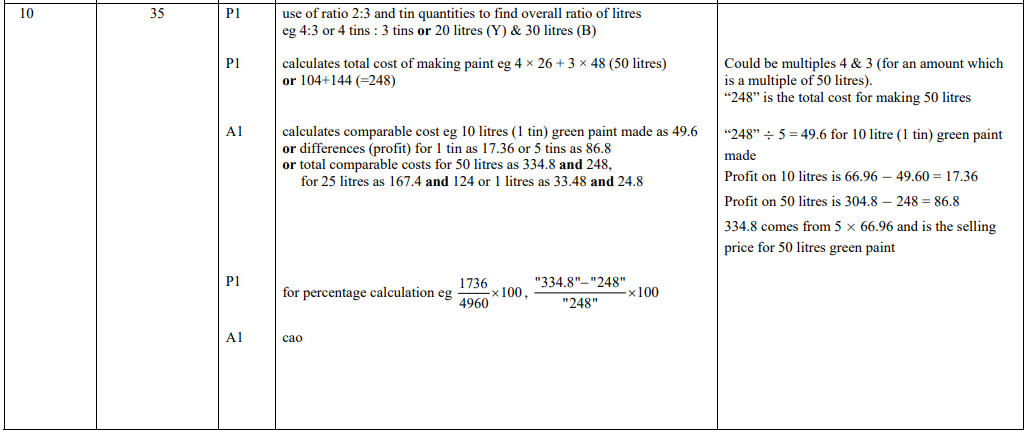 10 35 P1 use of ratio 2:3 and tin quantities to find overall ratio of litres
eg 4:3 or 4 tins : 3 tins or 20 litres (Y) & 30 litres (B)
P1 calculates total cost of making paint eg 4 × 26 + 3 × 48 (50 litres)
or 104+144 (=248)
Could be multiples 4 & 3 (for an amount which
is a multiple of 50 litres).
“248” is the total cost for making 50 litres
A1 calculates comparable cost eg 10 litres (1 tin) green paint made as 49.6
or differences (profit) for 1 tin as 17.36 or 5 tins as 86.8
or total comparable costs for 50 litres as 334.8 and 248,
for 25 litres as 167.4 and 124 or 1 litres as 33.48 and 24.8
“248” ÷ 5 = 49.6 for 10 litre (1 tin) green paint
made
Profit on 10 litres is 66.96 – 49.60 = 17.36
Profit on 50 litres is 304.8 – 248 = 86.8
334.8 comes from 5 × 66.96 and is the selling
price for 50 litres green paint
P1 for percentage calculation eg 1736/4960 ×100 , "334.8"–"248"/"248" ×100
A1 cao